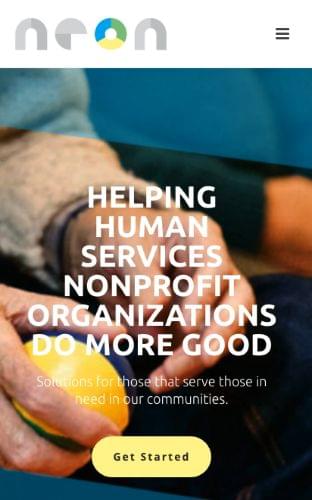 neon
HELPING
HUMAN
SERVICES
NONPROFIT
ORGANIZATIONS
DO MORE GOOD
Solutions for those that serve those in
need in our communities.
Get Started